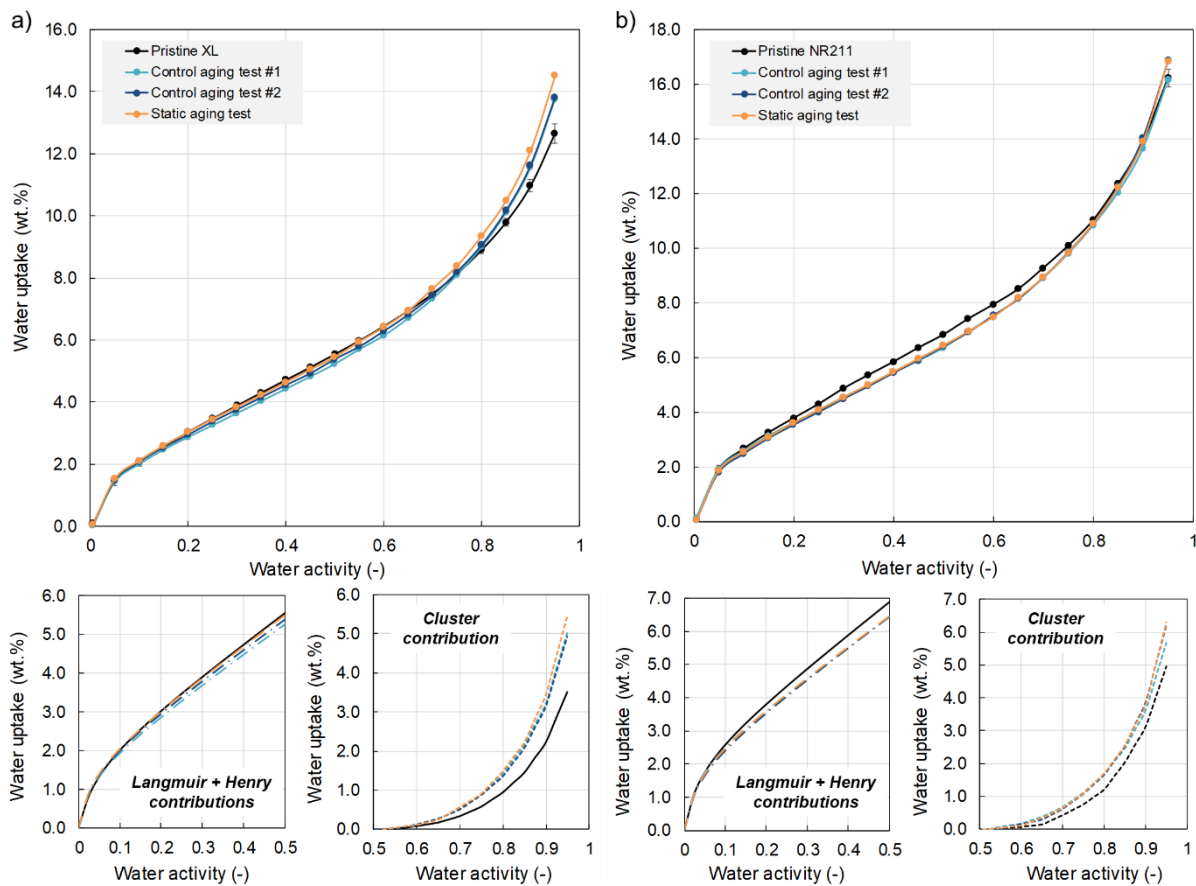 a)
16.0
14.0
12.0
10.0
8.0
6.0
4.0
2.0
0.0
Water uptake (wt.%)
Pristine XL
Control aging test #1
Control aging test #2
Static aging test
0 0.2 0.4 0.6 0.8 1
Water activity (-)
b)
18.0
16.0
14.0
12.0
10.0
8.0
6.0
4.0
2.0
0.0
Water uptake (wt.%)
Pristine NR211
Control aging test #1
Control aging test #2
Static aging test
0 0.2 0.4 0.6 0.8 1
Water activity (-)
6.0
5.0
4.0
3.0
2.0
1.0
0.0
Water uptake (wt.%)
Langmuir + Henry
contributions
0 0.1 0.2 0.3 0.4 0.5
Water activity (-)
6.0
5.0
4.0
3.0
2.0
1.0
0.0
Water uptake (wt.%)
Cluster
contribution
0.5 0.6 0.7 0.8 0.9 1
Water activity (-)
7.0
6.0
5.0
4.0
3.0
2.0
1.0
0.0
Water uptake (wt.%)
Langmuir + Henry
contributions
0 0.1 0.2 0.3 0.4 0.5
Water activity (-)
7.0
6.0
5.0
4.0
3.0
2.0
1.0
0.0
Water uptake (wt.%)
Cluster
contribution
0.5 0.6 0.7 0.8 0.9 1
Water activity (-)